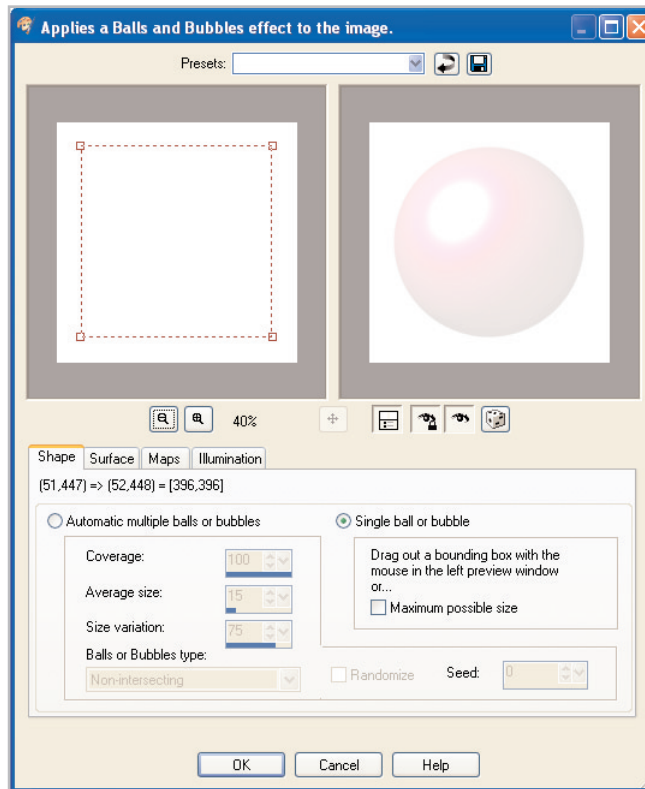 Applies a Balls and Bubbles effect to the image.
Presets:
40%
Shape Surface Maps Illumination
(51,447) => (52,448) = [396,396]
Automatic multiple balls or bubbles
Single ball or bubble
Coverage: 100
Average size: 15
Size variation: 75
Balls or Bubbles type:
Non-intersecting
Drag out a bounding box with the
mouse in the left preview window
or...
Maximum possible size
Randomize Seed: 0
OK Cancel Help